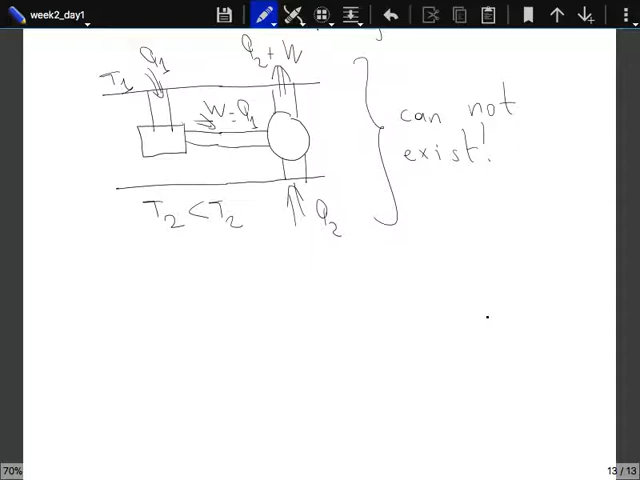 week2_day1
Q2 + W
Q1
T1
W = Q1
can not
exist!
T2 < T2
Q2
70%
13 / 13